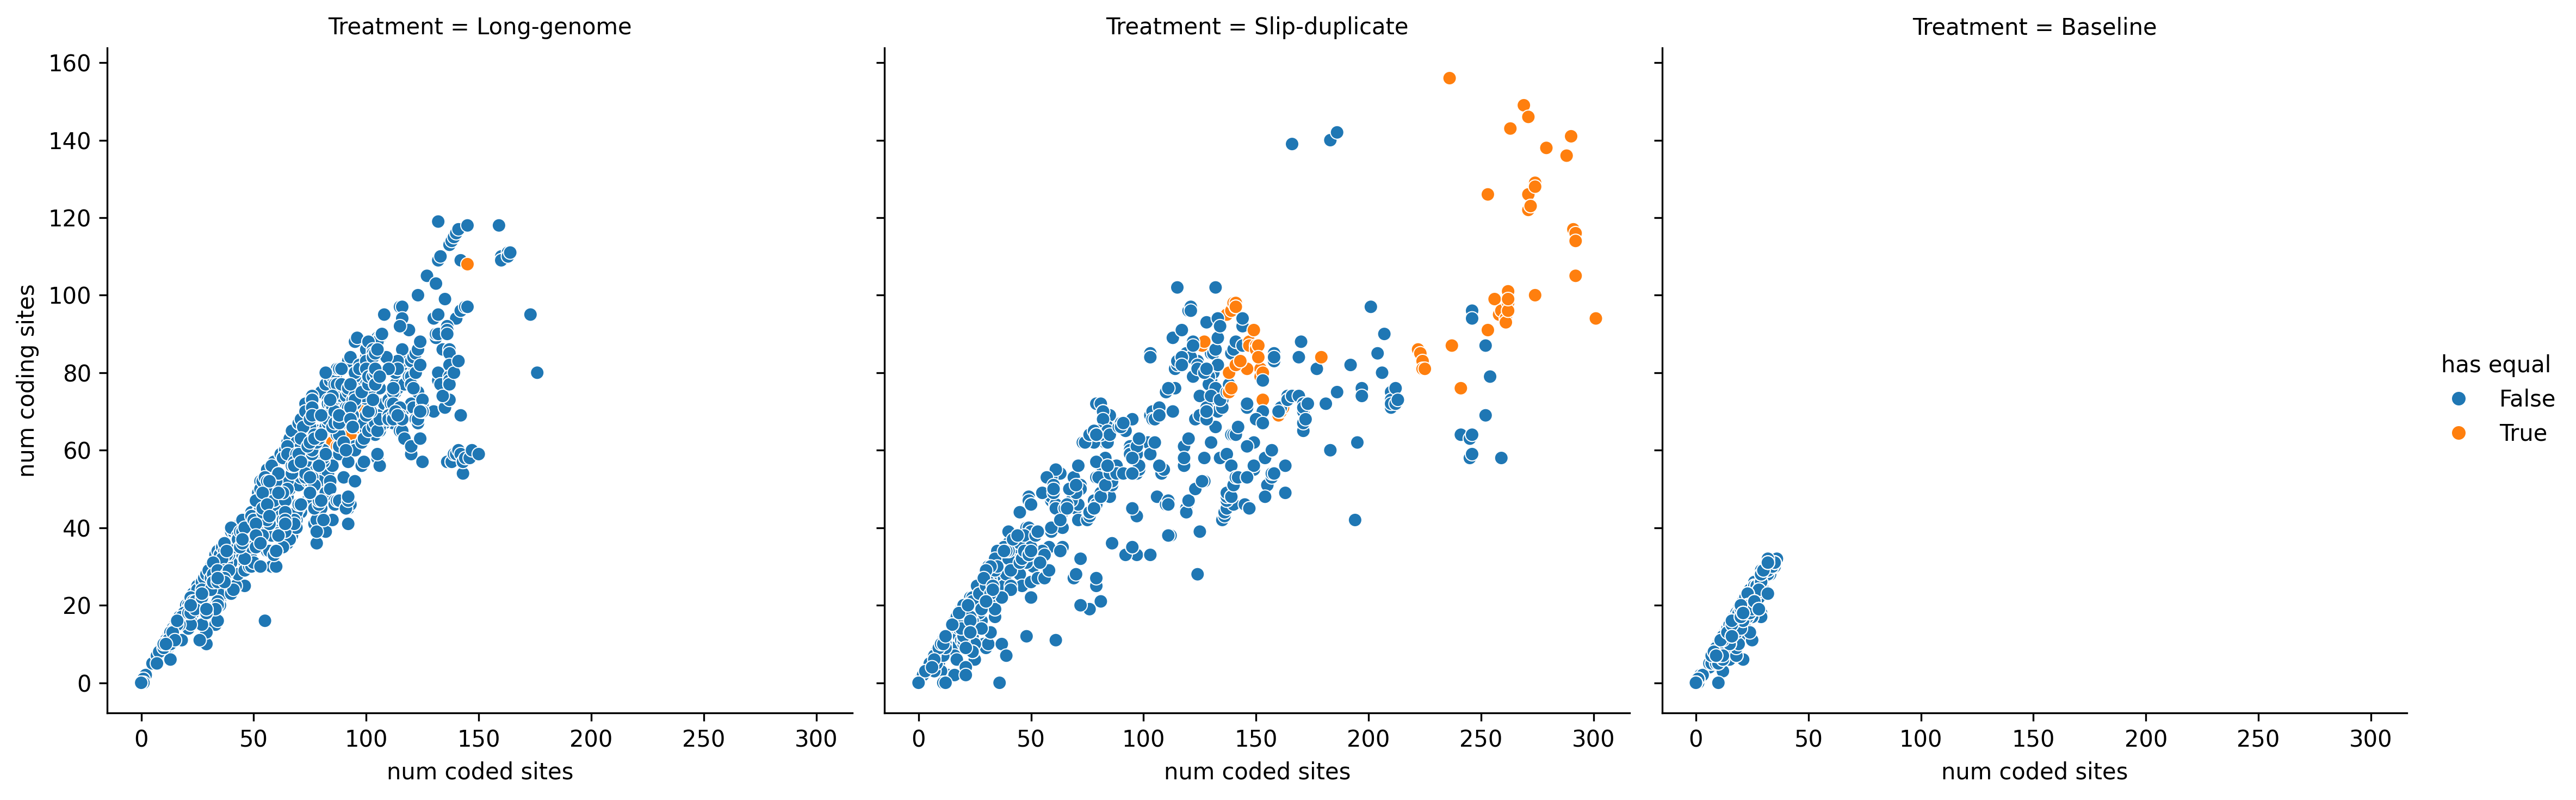 Treatment = Long-genome
Treatment = Slip-duplicate
Treatment = Baseline
num coding sites
160
140
120
100
80
60
40
20
0
0 50 100 150 200 250 300
0 50 100 150 200 250 300
0 50 100 150 200 250 300
num coded sites
num coded sites
num coded sites
has equal
False
True